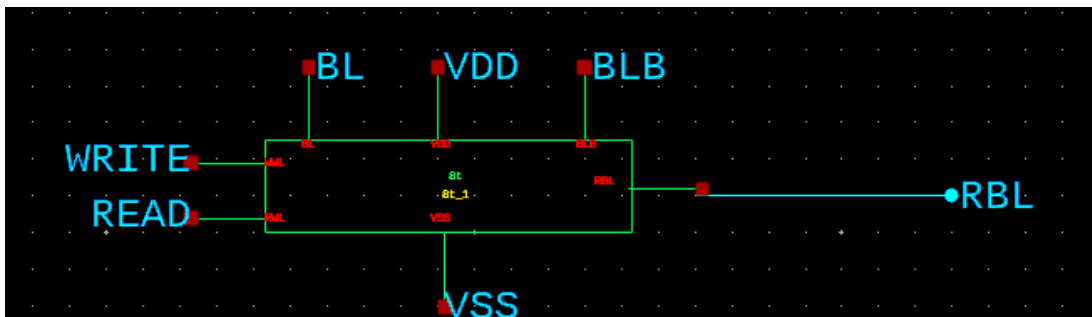 BL VDD BLB
BL VDD BLB
WRITE WWL
8t RBL
8t_1 RBL
READ RWL VSS
VSS